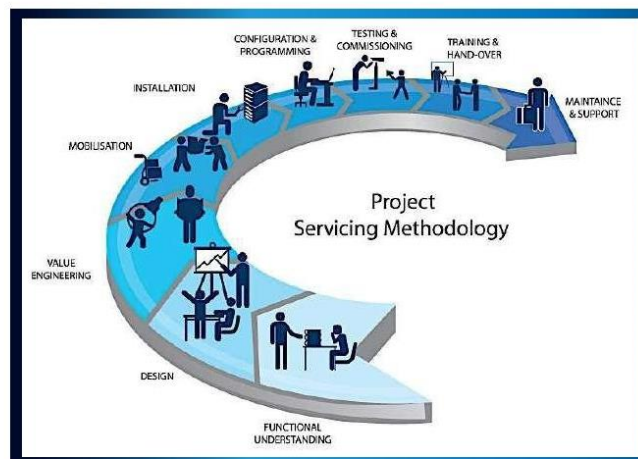 CONFIGURATION &
PROGRAMMING
TESTING &
COMMISSIONING
TRAINING &
HAND-OVER
INSTALLATION
MAINTAINCE
& SUPPORT
MOBILISATION
Project
Servicing Methodology
VALUE
ENGINEERING
DESIGN
FUNCTIONAL
UNDERSTANDING